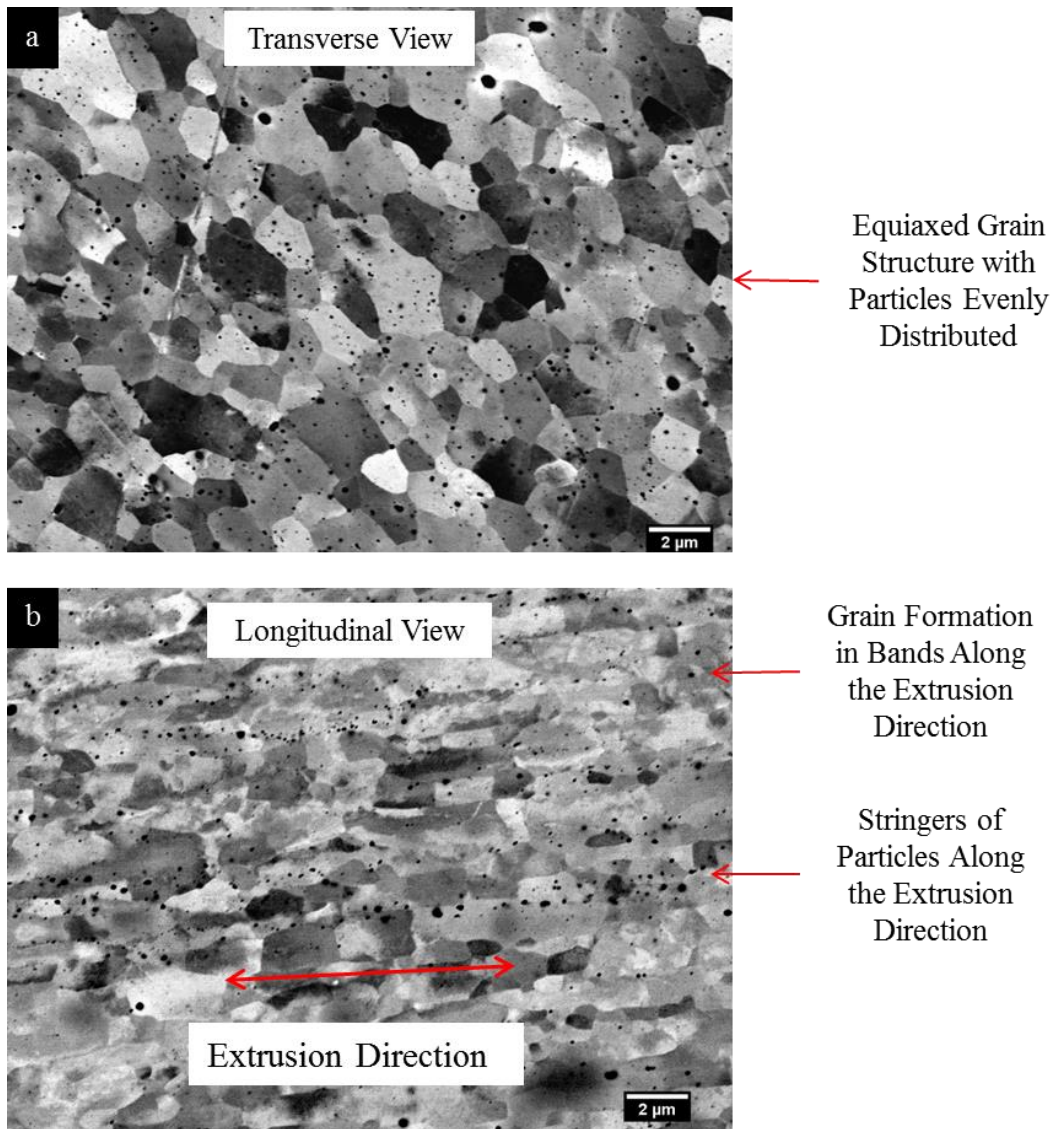 a
Transverse View
Equiaxed Grain
Structure with
Particles Evenly
Distributed
2 µm
b
Longitudinal View
Grain Formation
in Bands Along
the Extrusion
Direction
Stringers of
Particles Along
the Extrusion
Direction
Extrusion Direction
2 µm